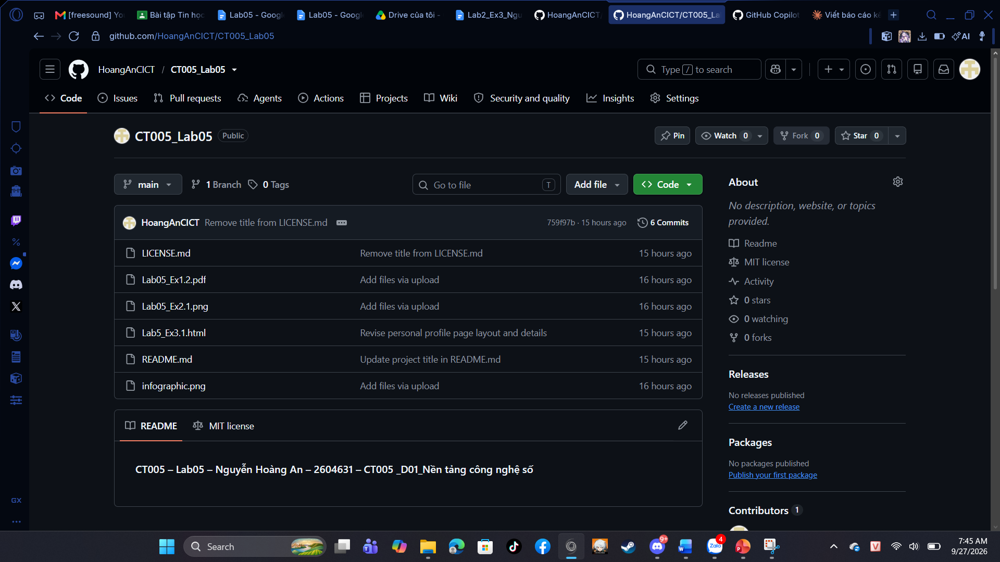 [freesound] Yo
Bài tập Tin học
Lab05 - Google
Lab05 - Google
Drive của tôi -
Lab2_Ex3_Ngu
HoangAnCICT/
HoangAnCICT/CT005_La
GitHub Copilot
Viết báo cáo kế
github.com/HoangAnCICT/CT005_Lab05
AI
HoangAnCICT / CT005_Lab05
Type / to search
Code
Issues
Pull requests
Agents
Actions
Projects
Wiki
Security and quality
Insights
Settings
CT005_Lab05 Public
Pin
Watch 0
Fork 0
Star 0
main
1 Branch
0 Tags
Go to file T
Add file
Code
HoangAnCICT Remove title from LICENSE.md
759f97b · 15 hours ago
6 Commits
LICENSE.md Remove title from LICENSE.md 15 hours ago
Lab05_Ex1.2.pdf Add files via upload 16 hours ago
Lab05_Ex2.1.png Add files via upload 16 hours ago
Lab5_Ex3.1.html Revise personal profile page layout and details 15 hours ago
README.md Update project title in README.md 15 hours ago
infographic.png Add files via upload 16 hours ago
README
MIT license
CT005 – Lab05 – Nguyễn Hoàng An – 2604631 – CT005 _D01_Nền tảng công nghệ số
About
No description, website, or topics
provided.
Readme
MIT license
Activity
0 stars
0 watching
0 forks
Releases
No releases published
Create a new release
Packages
No packages published
Publish your first package
Contributors 1
GX
Search
9+
Zalo
4
V
7:45 AM
9/27/2026